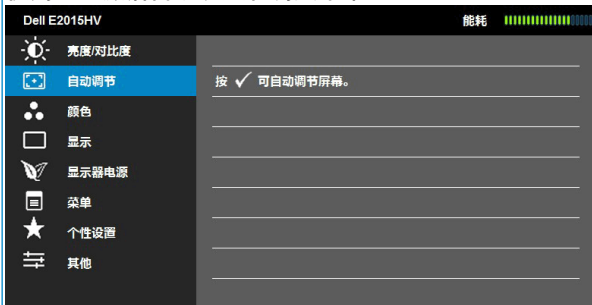 Dell E2015HV 能耗
亮度/对比度
自动调节 按 ✓ 可自动调节屏幕。
颜色
显示
显示器电源
菜单
个性设置
其他